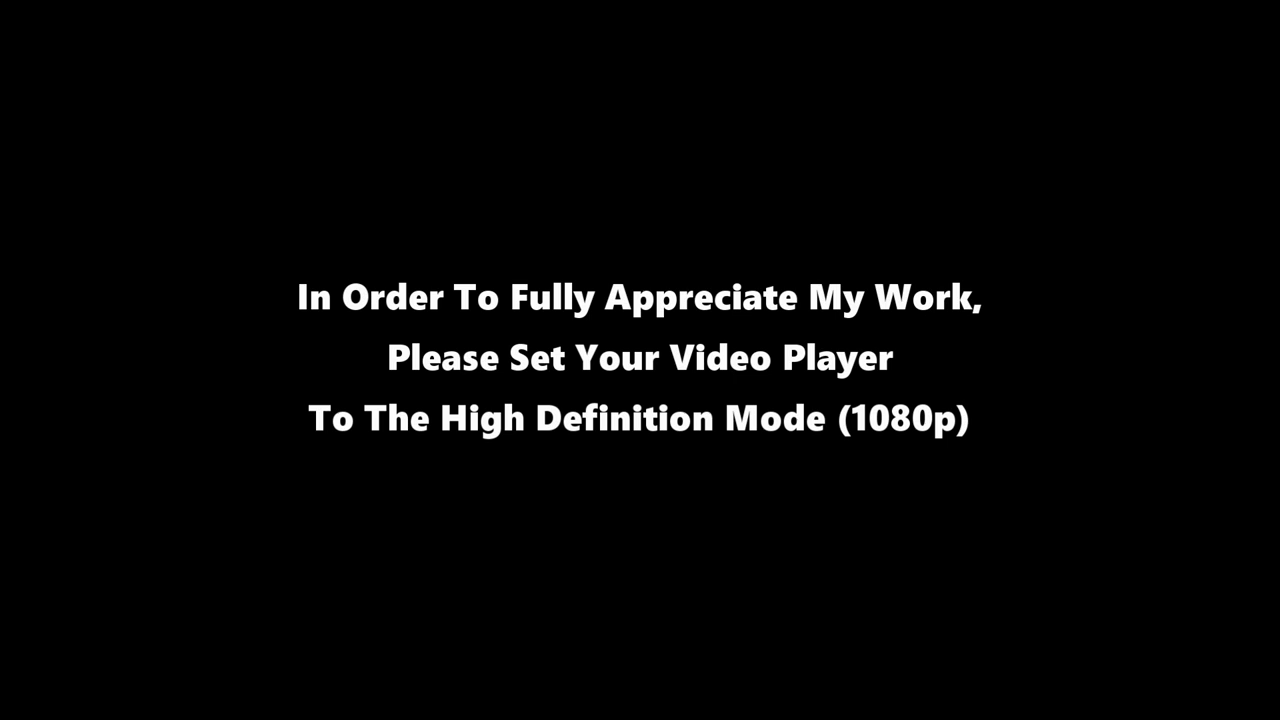 In Order To Fully Appreciate My Work,
Please Set Your Video Player
To The High Definition Mode (1080p)